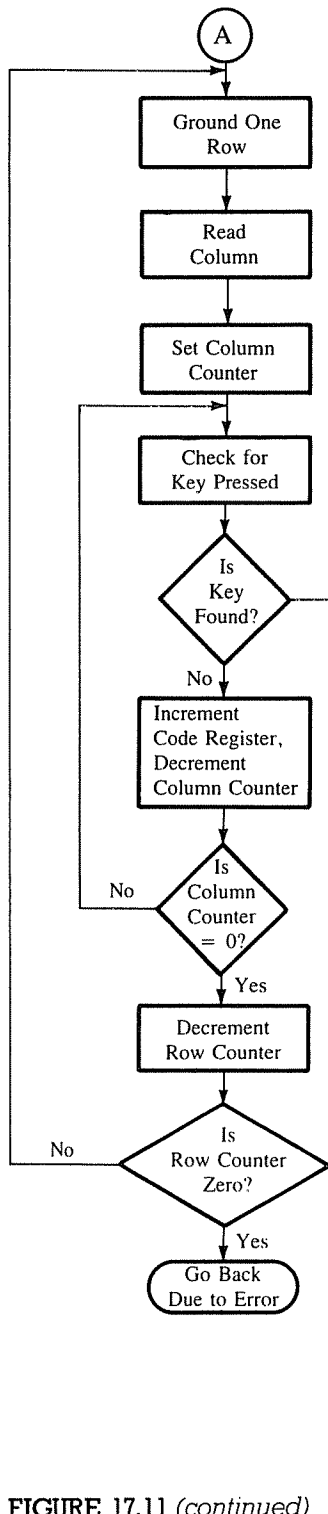 A
Ground One
Row
Read
Column
Set Column
Counter
Check for
Key Pressed
Is
Key
Found?
No
Increment
Code Register,
Decrement
Column Counter
Is
Column
Counter
= 0?
No
Yes
Decrement
Row Counter
Is
Row Counter
Zero?
No
Yes
Go Back
Due to Error
FIGURE 17.11 (continued)